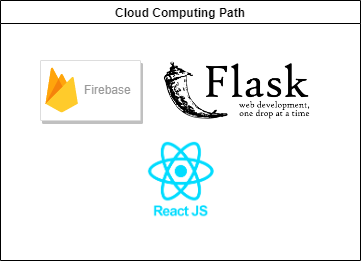 Cloud Computing Path
Firebase
Flask
web development,
one drop at a time
React JS